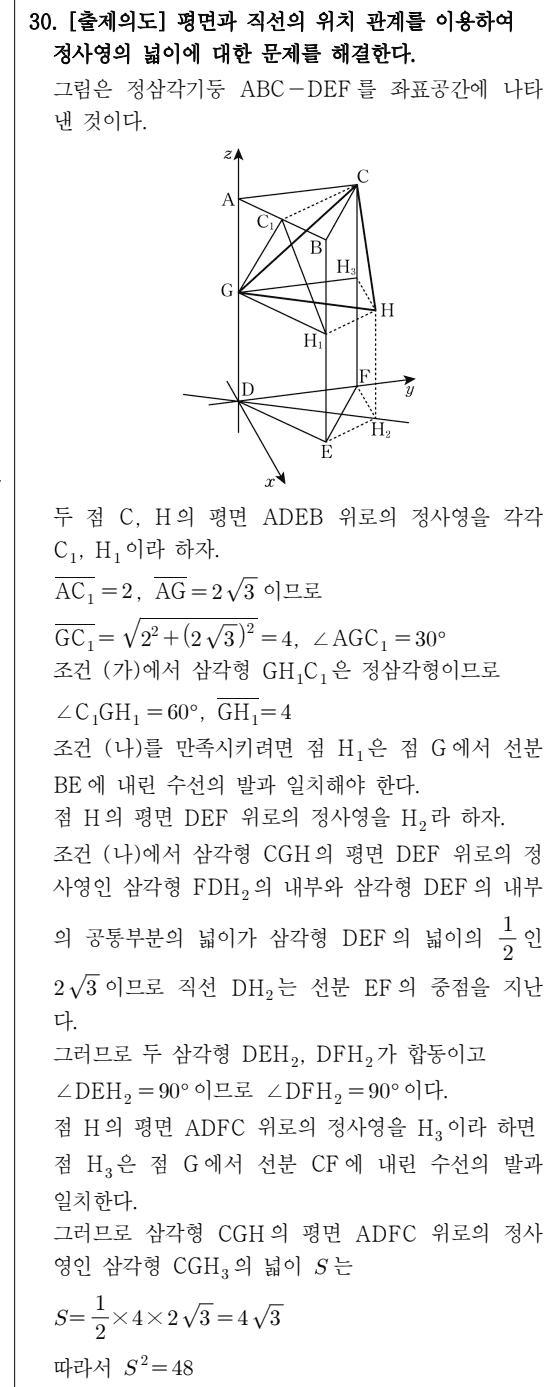 30. [출제의도] 평면과 직선의 위치 관계를 이용하여
정사영의 넓이에 대한 문제를 해결한다.
그림은 정삼각기둥 ABC-DEF를 좌표공간에 나타
낸 것이다.
z
C
A
C₁
B
H₃
G
H
H₁
D
F
y
H₂
E
x
두 점 C, H의 평면 ADEB 위로의 정사영을 각각
C₁, H₁이라 하자.
\overline{AC₁}=2, \overline{AG}=2√3 이므로
\overline{GC₁}=√(2²+(2√3)²)=4, ∠AGC₁=30°
조건 (가)에서 삼각형 GH₁C₁은 정삼각형이므로
∠C₁GH₁=60°, \overline{GH₁}=4
조건 (나)를 만족시키려면 점 H₁은 점 G에서 선분
BE에 내린 수선의 발과 일치해야 한다.
점 H의 평면 DEF 위로의 정사영을 H₂라 하자.
조건 (나)에서 삼각형 CGH의 평면 DEF 위로의 정
사영인 삼각형 FDH₂의 내부와 삼각형 DEF의 내부
의 공통부분의 넓이가 삼각형 DEF의 넓이의 1/2인
2√3 이므로 직선 DH₂는 선분 EF의 중점을 지난
다.
그러므로 두 삼각형 DEH₂, DFH₂가 합동이고
∠DEH₂=90°이므로 ∠DFH₂=90°이다.
점 H의 평면 ADFC 위로의 정사영을 H₃이라 하면
점 H₃은 점 G에서 선분 CF에 내린 수선의 발과
일치한다.
그러므로 삼각형 CGH의 평면 ADFC 위로의 정사
영인 삼각형 CGH₃의 넓이 S는
S=1/2×4×2√3=4√3
따라서 S²=48